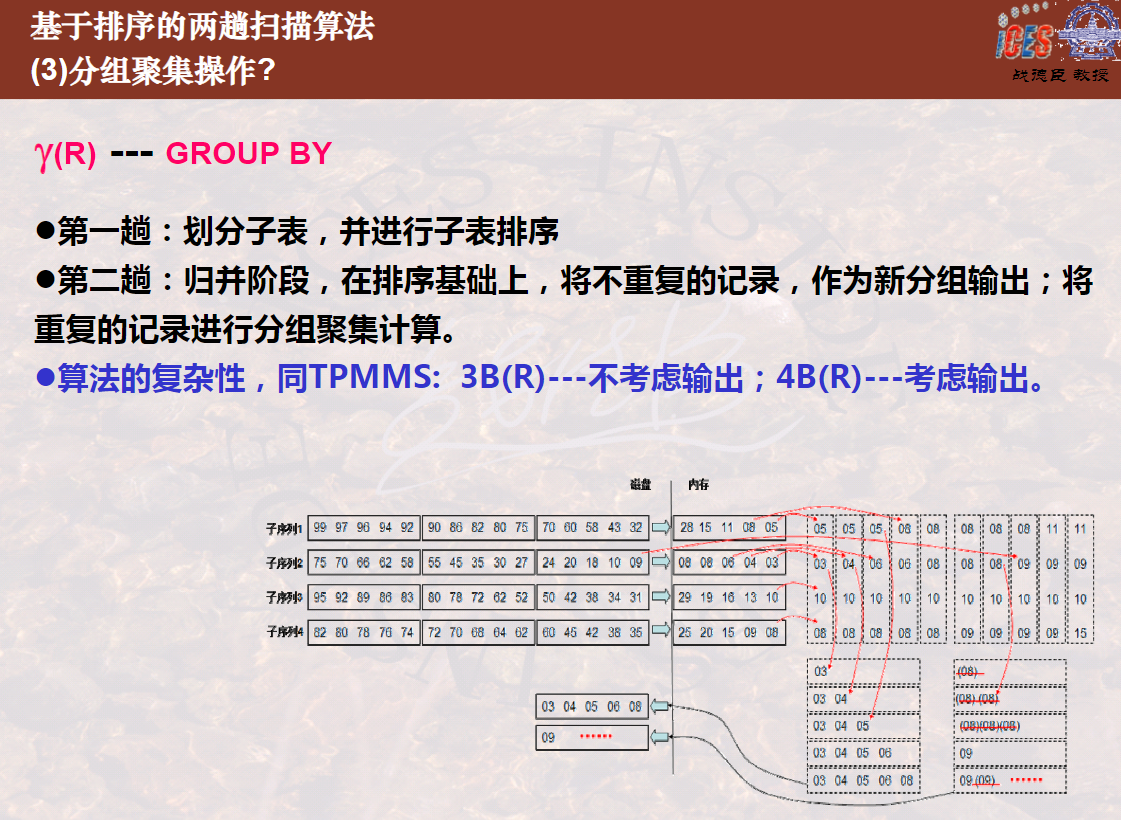 基于排序的两趟扫描算法
(3)分组聚集操作?
iCES
战德臣 教授
γ(R) --- GROUP BY
●第一趟：划分子表，并进行子表排序
●第二趟：归并阶段，在排序基础上，将不重复的记录，作为新分组输出；将
重复的记录进行分组聚集计算。
●算法的复杂性，同TPMMS: 3B(R)---不考虑输出；4B(R)---考虑输出。
磁盘 内存
子序列1 99 97 96 94 92 90 86 82 80 75 70 60 58 43 32 28 15 11 08 05 05 05 05 08 08 08 08 08 11 11
子序列2 75 70 66 62 58 55 45 35 30 27 24 20 18 10 09 08 08 06 04 03 03 04 06 06 08 08 08 09 09 09
子序列3 95 92 89 86 83 80 78 72 62 52 50 42 38 34 31 29 19 16 13 10 10 10 10 10 10 10 10 10 10 10
子序列4 82 80 78 76 74 72 70 68 64 62 60 45 42 38 35 25 20 15 09 08 08 08 08 08 08 09 09 09 09 15
03 (08)
03 04 (08) (08)
03 04 05 06 08 03 04 05 (08)(08)(08)
09 ······ 03 04 05 06 09
03 04 05 06 08 09 (09) ······